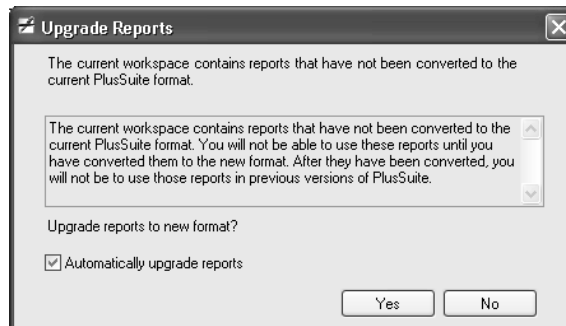 Upgrade Reports
The current workspace contains reports that have not been converted to the
current PlusSuite format.
The current workspace contains reports that have not been converted to the
current PlusSuite format. You will not be able to use these reports until you
have converted them to the new format. After they have been converted, you
will not be to use those reports in previous versions of PlusSuite.
Upgrade reports to new format?
Automatically upgrade reports
Yes No